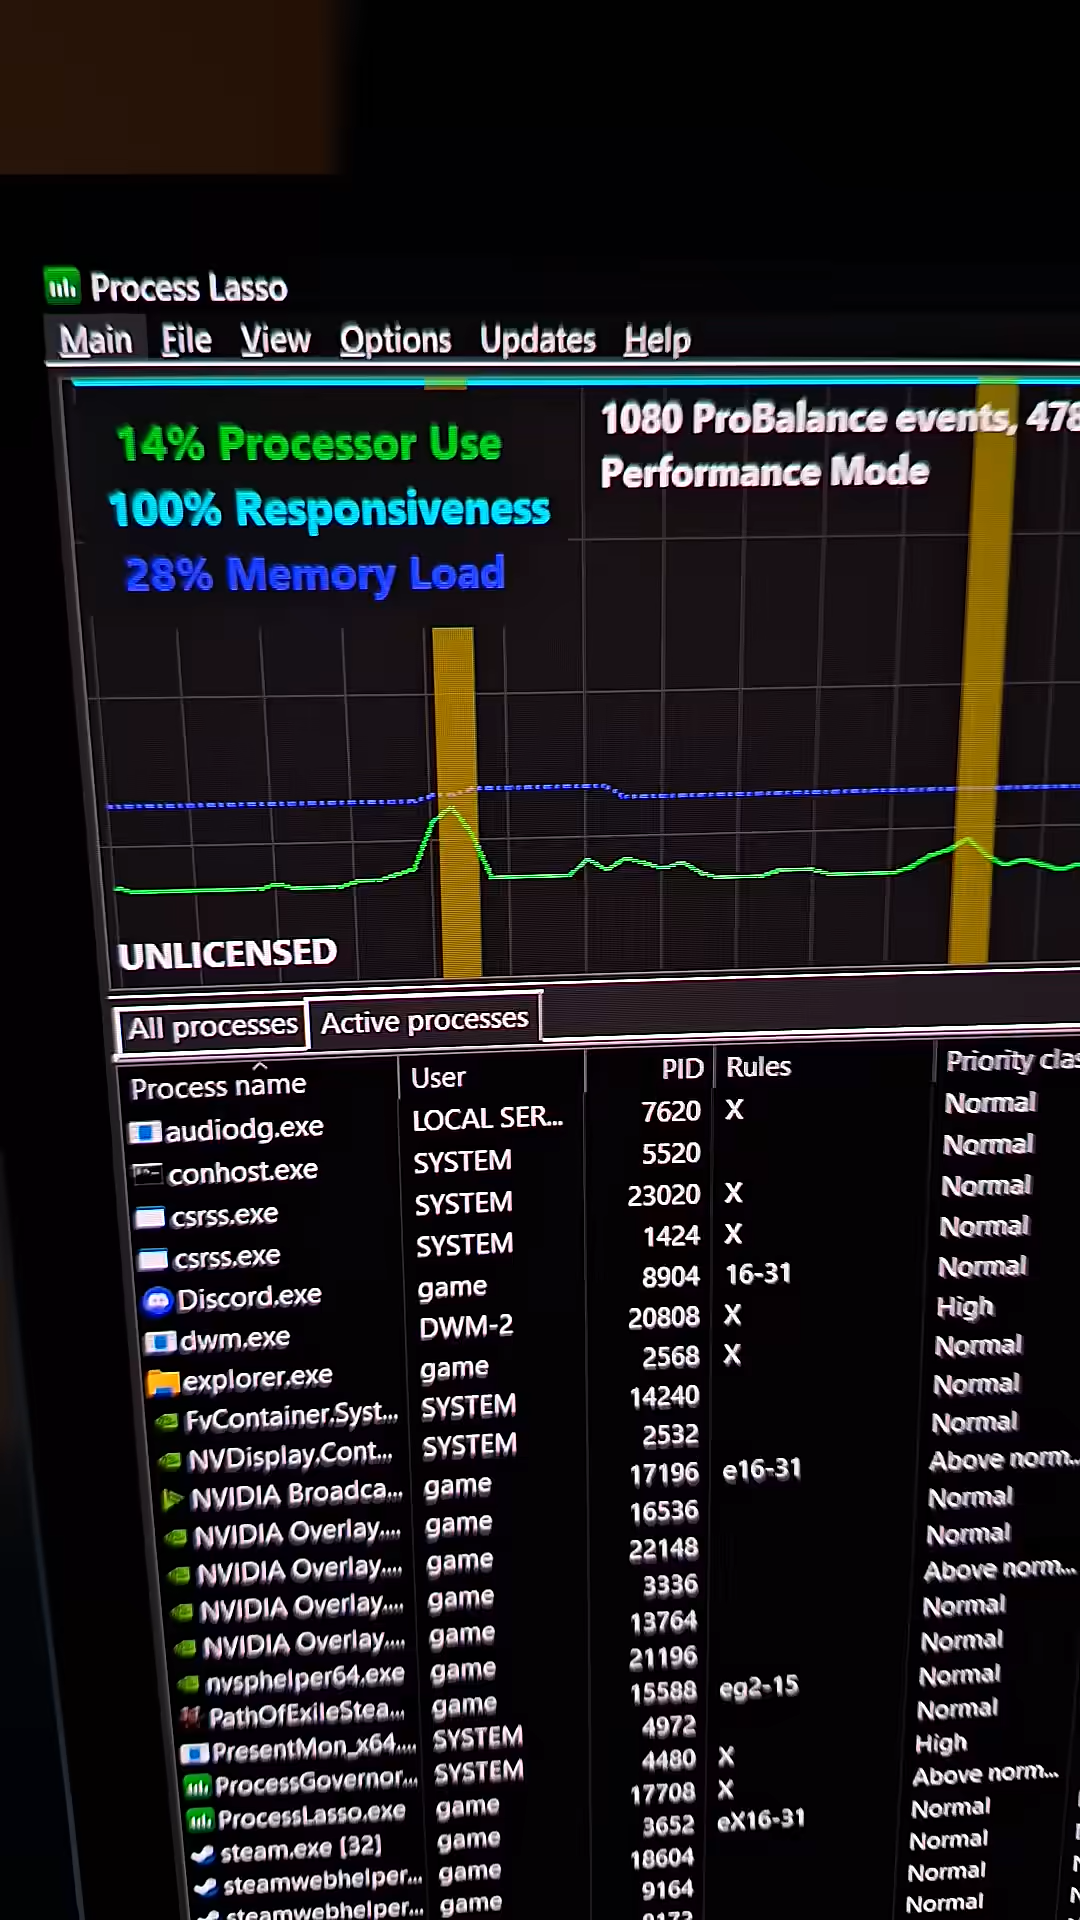 Process Lasso
Main File View Options Updates Help
14% Processor Use
100% Responsiveness
28% Memory Load
1080 ProBalance events, 478
Performance Mode
UNLICENSED
All processes Active processes
Process name User PID Rules Priority clas
audiodg.exe LOCAL SER... 7620 X Normal
conhost.exe SYSTEM 5520 Normal
csrss.exe SYSTEM 23020 X Normal
csrss.exe SYSTEM 1424 X Normal
Discord.exe game 8904 16-31 Normal
dwm.exe DWM-2 20808 X High
explorer.exe game 2568 X Normal
FvContainer.Syst... SYSTEM 14240 Normal
NVDisplay.Cont... SYSTEM 2532 Normal
NVIDIA Broadca... game 17196 e16-31 Above norm...
NVIDIA Overlay.... game 16536 Normal
NVIDIA Overlay.... game 22148 Normal
NVIDIA Overlay.... game 3336 Above norm...
NVIDIA Overlay.... game 13764 Normal
nvsphelper64.exe game 21196 Normal
PathOfExileStea... game 15588 eg2-15 Normal
PresentMon_x64.... SYSTEM 4972 Normal
ProcessGovernor... SYSTEM 4480 X High
ProcessLasso.exe game 17708 X Above norm...
steam.exe [32] game 3652 eX16-31 Normal
steamwebhelper... game 18604 Normal
steamwebhelper... game 9164 Normal
Normal